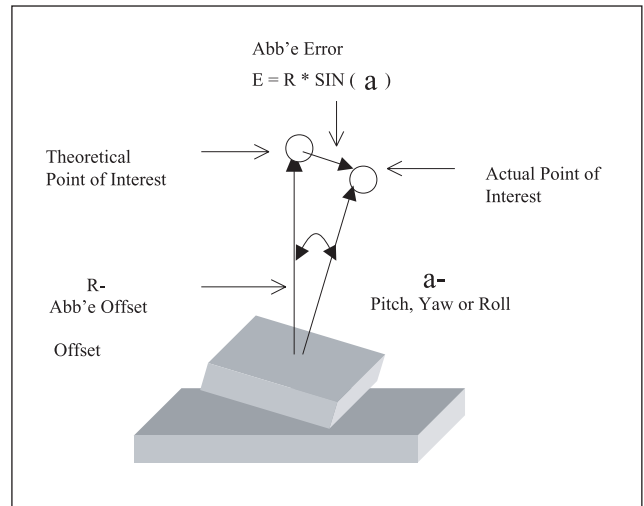 Abb'e Error
E = R * SIN ( a )
Theoretical
Point of Interest
Actual Point of
Interest
R-
Abb'e Offset
Offset
a-
Pitch, Yaw or Roll